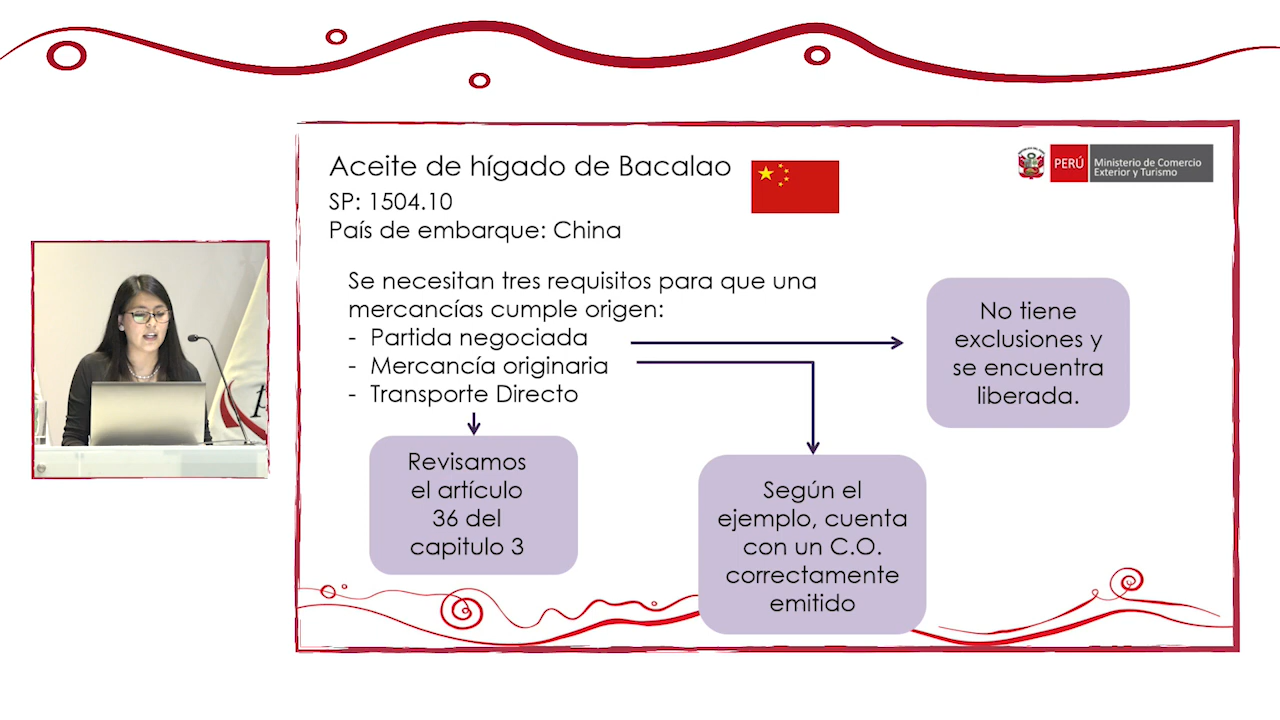 Aceite de hígado de Bacalao
SP: 1504.10
País de embarque: China
PERÚ
Ministerio de Comercio
Exterior y Turismo
Se necesitan tres requisitos para que una
mercancías cumple origen:
- Partida negociada
- Mercancía originaria
- Transporte Directo
No tiene
exclusiones y
se encuentra
liberada.
Revisamos
el artículo
36 del
capitulo 3
Según el
ejemplo, cuenta
con un C.O.
correctamente
emitido